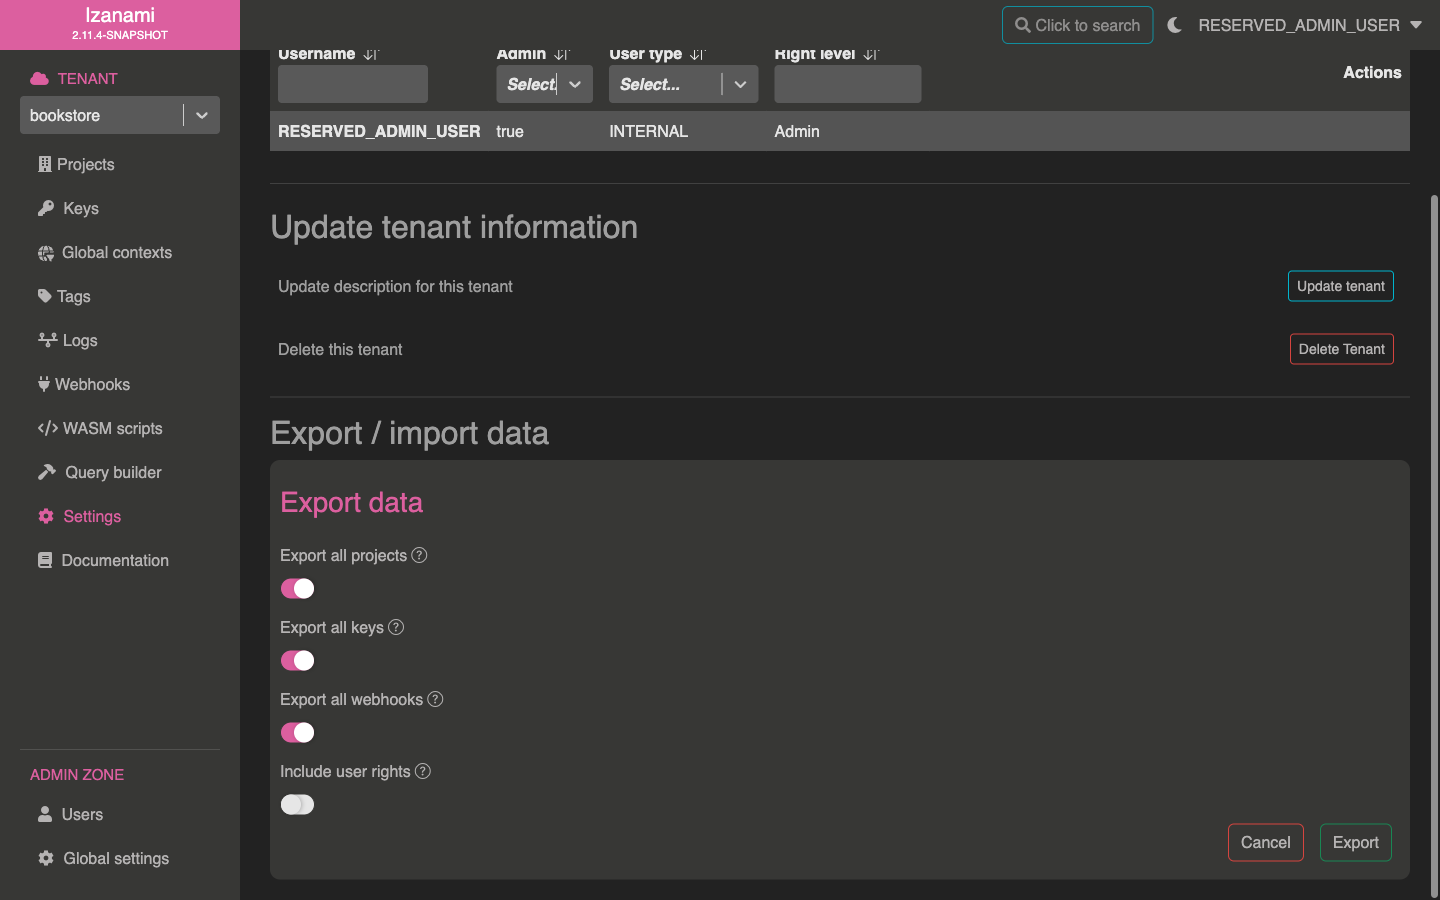 Izanami
2.11.4-SNAPSHOT
Click to search
RESERVED_ADMIN_USER
TENANT
bookstore
Projects
Keys
Global contexts
Tags
Logs
Webhooks
WASM scripts
Query builder
Settings
Documentation
ADMIN ZONE
Users
Global settings
Username
Admin
User type
Right level
Actions
Select...
Select...
RESERVED_ADMIN_USER true INTERNAL Admin
Update tenant information
Update description for this tenant
Update tenant
Delete this tenant
Delete Tenant
Export / import data
Export data
Export all projects
Export all keys
Export all webhooks
Include user rights
Cancel
Export